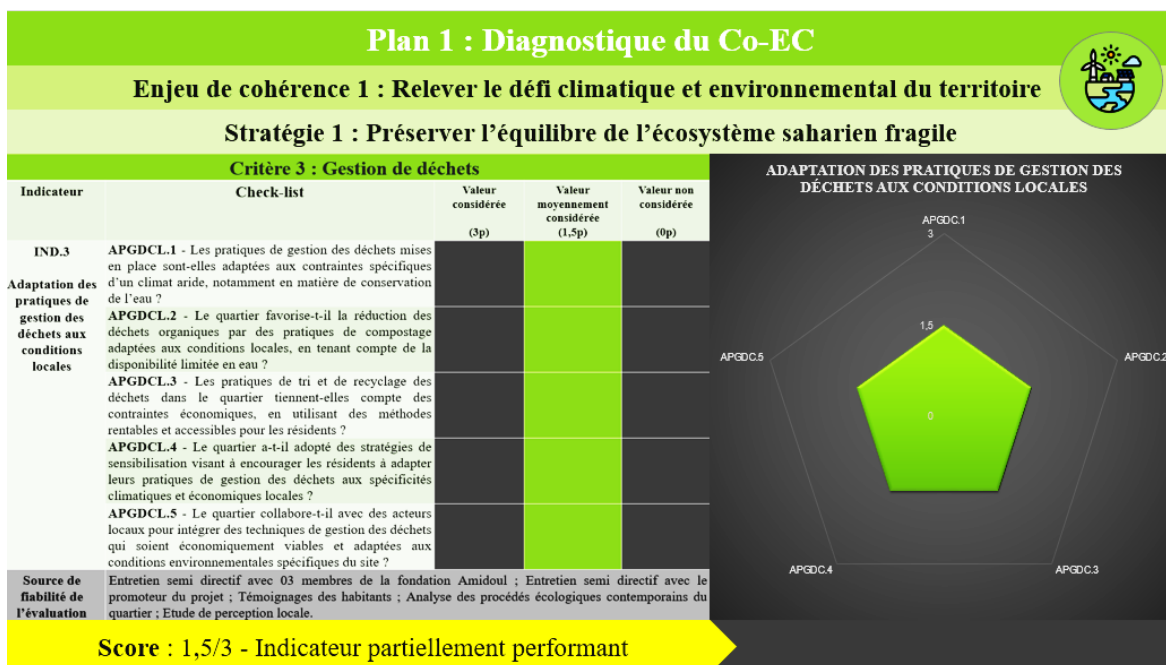 Plan 1 : Diagnostique du Co-EC
Enjeu de cohérence 1 : Relever le défi climatique et environnemental du territoire
Stratégie 1 : Préserver l’équilibre de l’écosystème saharien fragile
Critère 3 : Gestion de déchets
Indicateur
Check-list
Valeur
considérée
(3p)
Valeur
moyennement
considérée
(1,5p)
Valeur non
considérée
(0p)
IND.3
Adaptation des
pratiques de
gestion des
déchets aux
conditions
locales
APGDCL.1 - Les pratiques de gestion des déchets mises
en place sont-elles adaptées aux contraintes spécifiques
d’un climat aride, notamment en matière de conservation
de l’eau ?
APGDCL.2 - Le quartier favorise-t-il la réduction des
déchets organiques par des pratiques de compostage
adaptées aux conditions locales, en tenant compte de la
disponibilité limitée en eau ?
APGDCL.3 - Les pratiques de tri et de recyclage des
déchets dans le quartier tiennent-elles compte des
contraintes économiques, en utilisant des méthodes
rentables et accessibles pour les résidents ?
APGDCL.4 - Le quartier a-t-il adopté des stratégies de
sensibilisation visant à encourager les résidents à adapter
leurs pratiques de gestion des déchets aux spécificités
climatiques et économiques locales ?
APGDCL.5 - Le quartier collabore-t-il avec des acteurs
locaux pour intégrer des techniques de gestion des déchets
qui soient économiquement viables et adaptées aux
conditions environnementales spécifiques du site ?
Source de
fiabilité de
l’évaluation
Entretien semi directif avec 03 membres de la fondation Amidoul ; Entretien semi directif avec le
promoteur du projet ; Témoignages des habitants ; Analyse des procédés écologiques contemporains du
quartier ; Etude de perception locale.
Score : 1,5/3 - Indicateur partiellement performant
ADAPTATION DES PRATIQUES DE GESTION DES
DÉCHETS AUX CONDITIONS LOCALES
APGDC.1
3
1,5
0
APGDC.5
APGDC.2
APGDC.4
APGDC.3